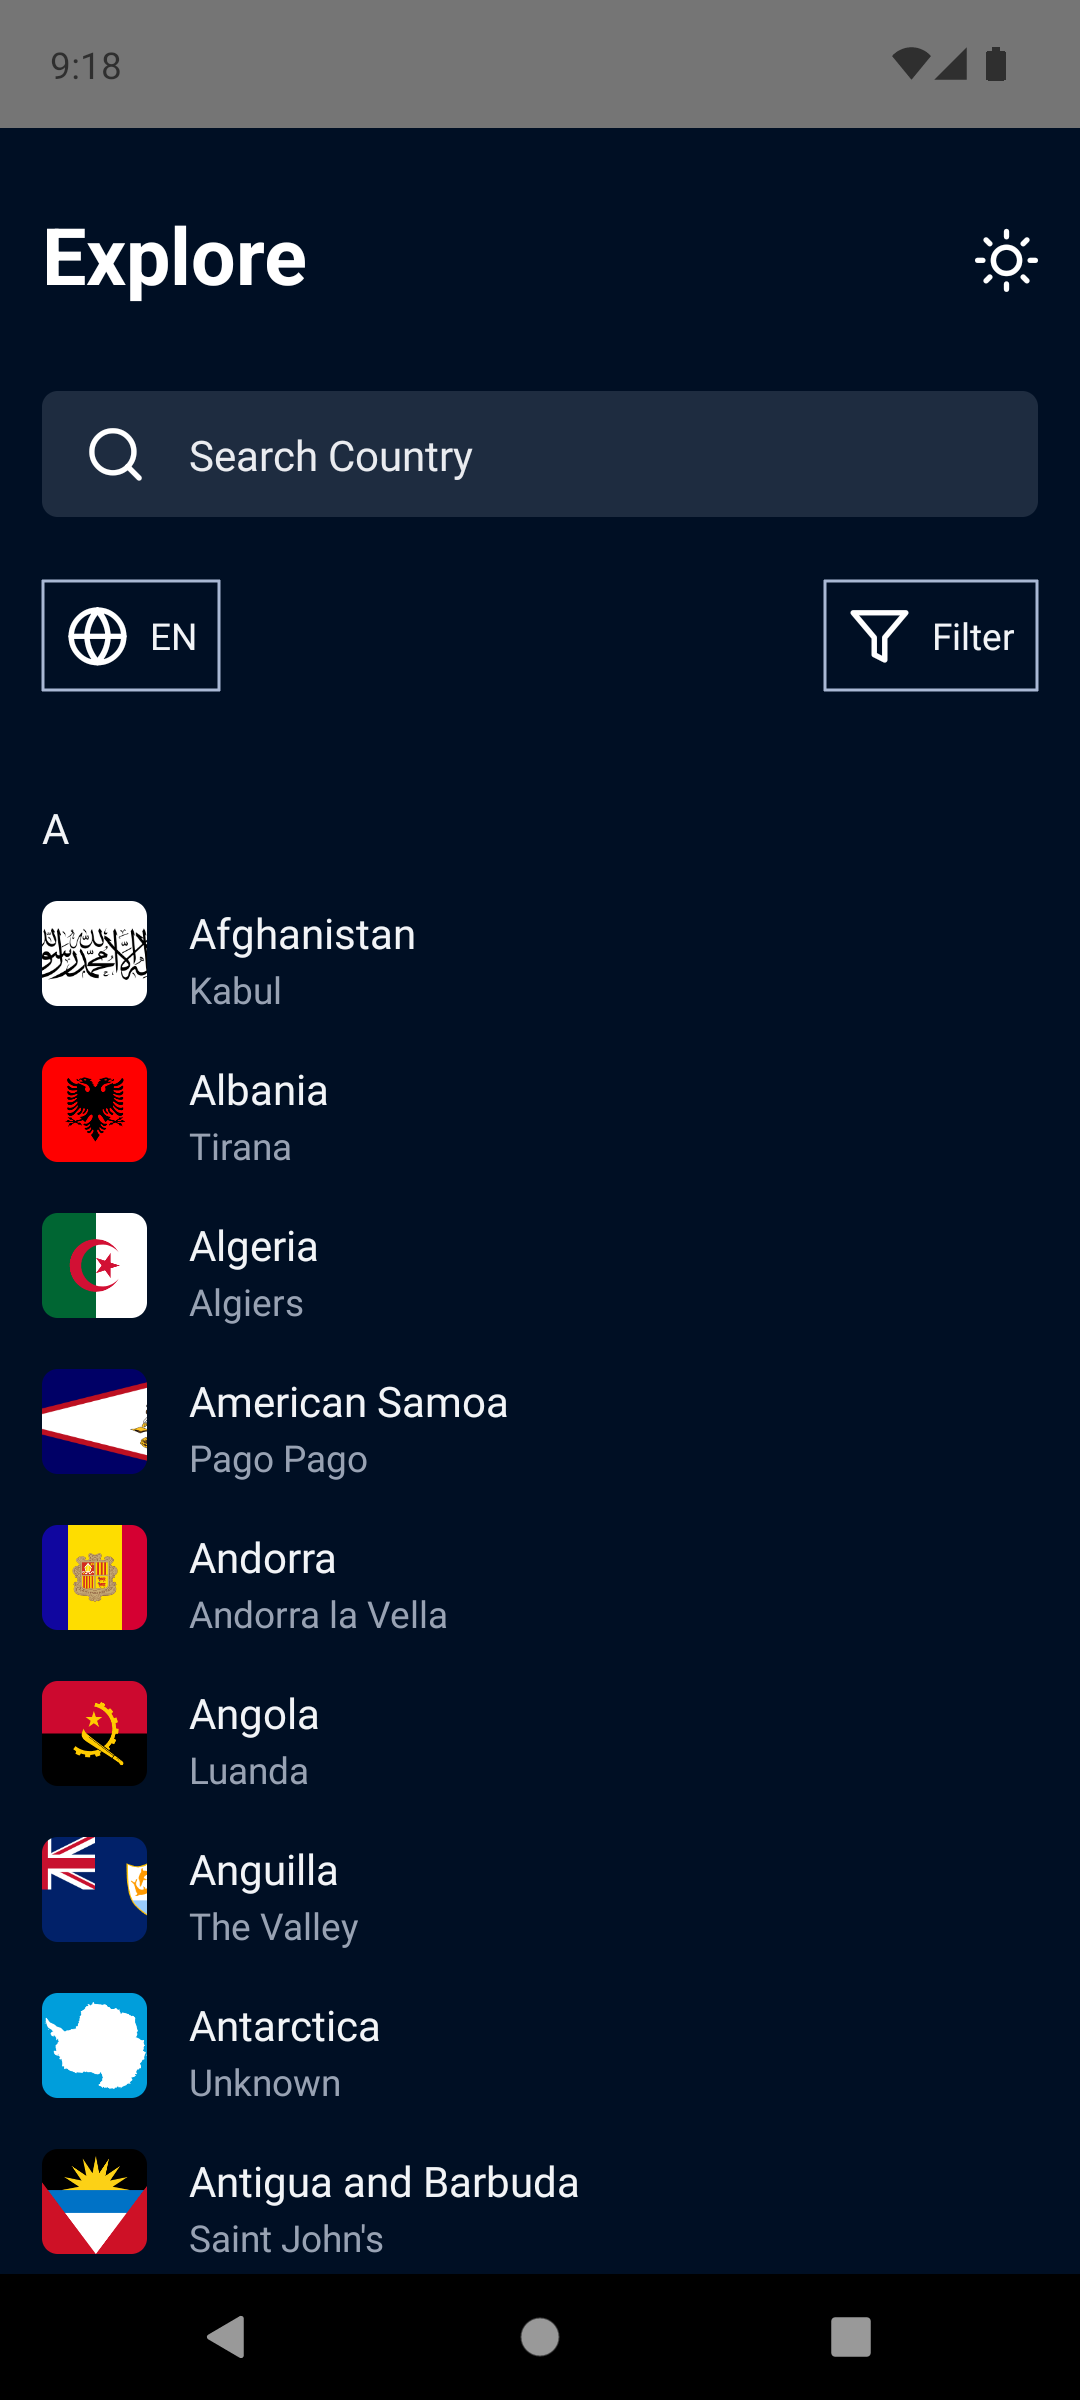 9:18
Explore
Search Country
EN
Filter
A
Afghanistan
Kabul
Albania
Tirana
Algeria
Algiers
American Samoa
Pago Pago
Andorra
Andorra la Vella
Angola
Luanda
Anguilla
The Valley
Antarctica
Unknown
Antigua and Barbuda
Saint John's